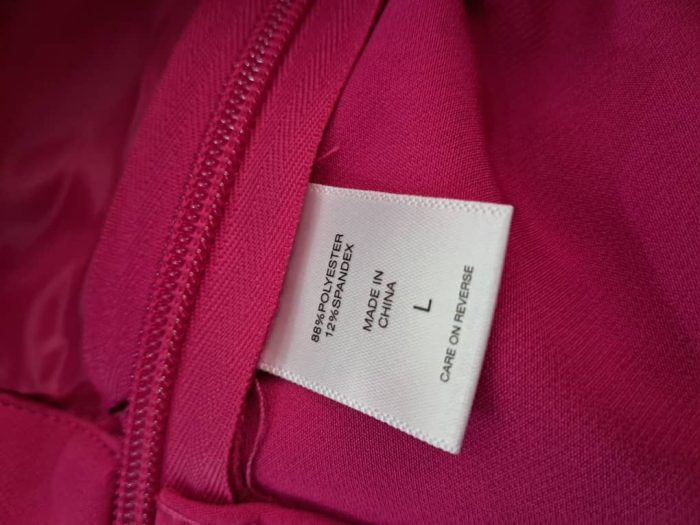 88%POLYESTER
12%SPANDEX
MADE IN
CHINA
L
CARE ON REVERSE